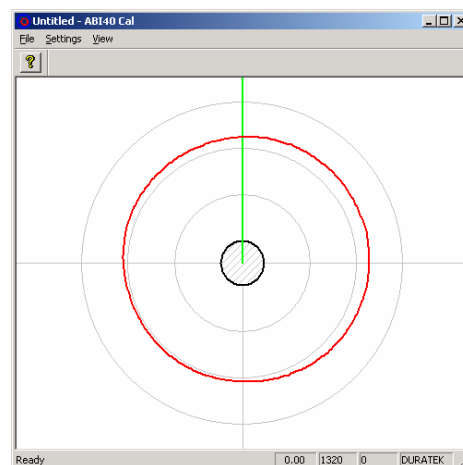 Untitled - ABI40 Cal
File Settings View
?
Ready 0.00 1320 0 DURATEK